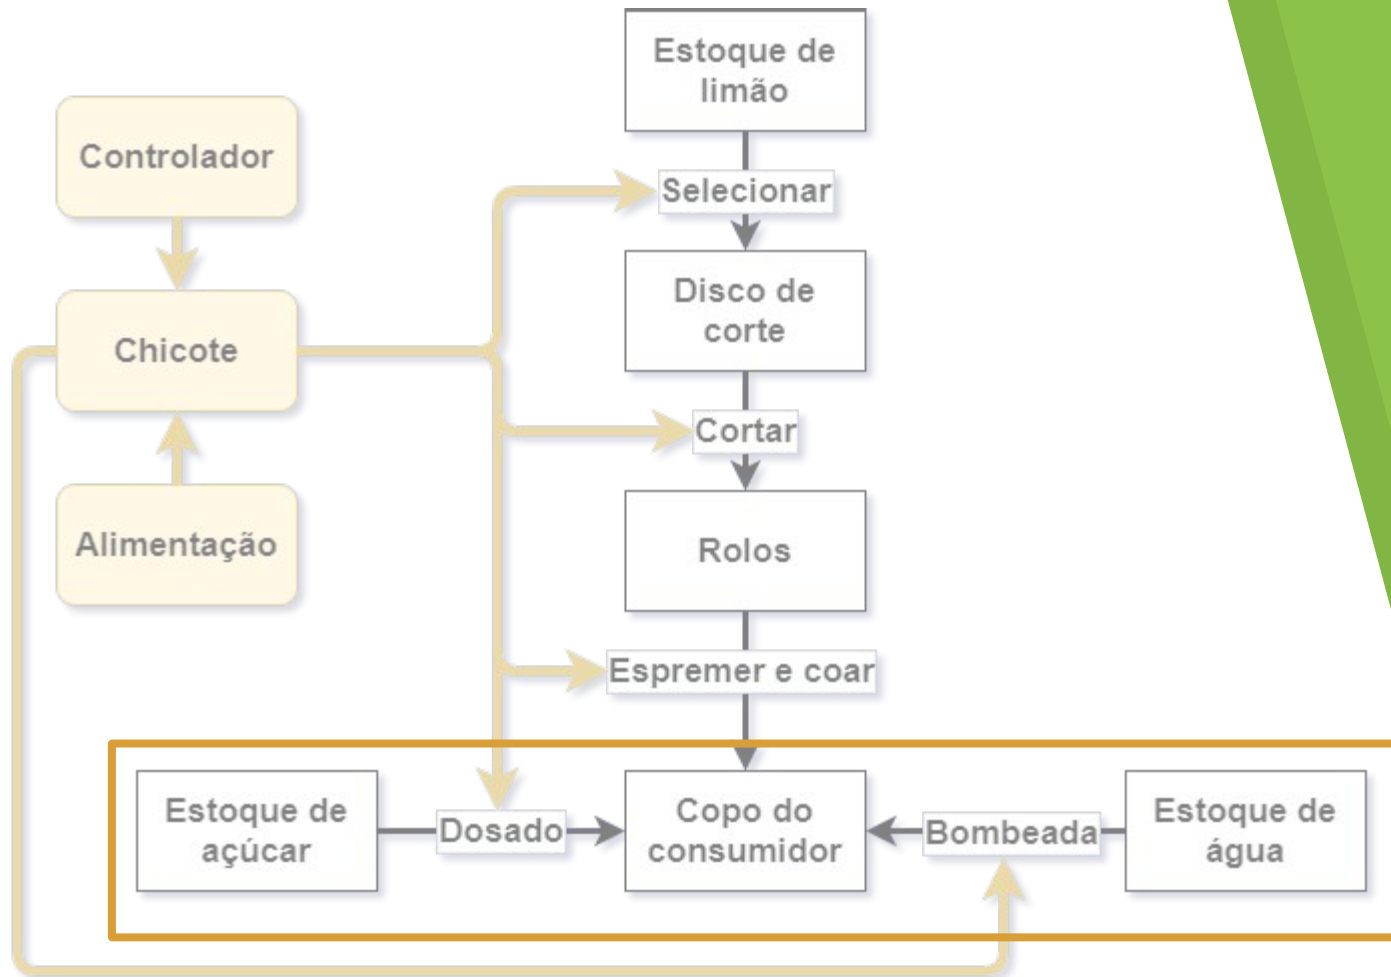 Estoque de
limão
Controlador
Selecionar
Disco de
corte
Chicote
Cortar
Alimentação
Rolos
Espremer e coar
Estoque de
açúcar
Dosado
Copo do
consumidor
Bombeada
Estoque de
água